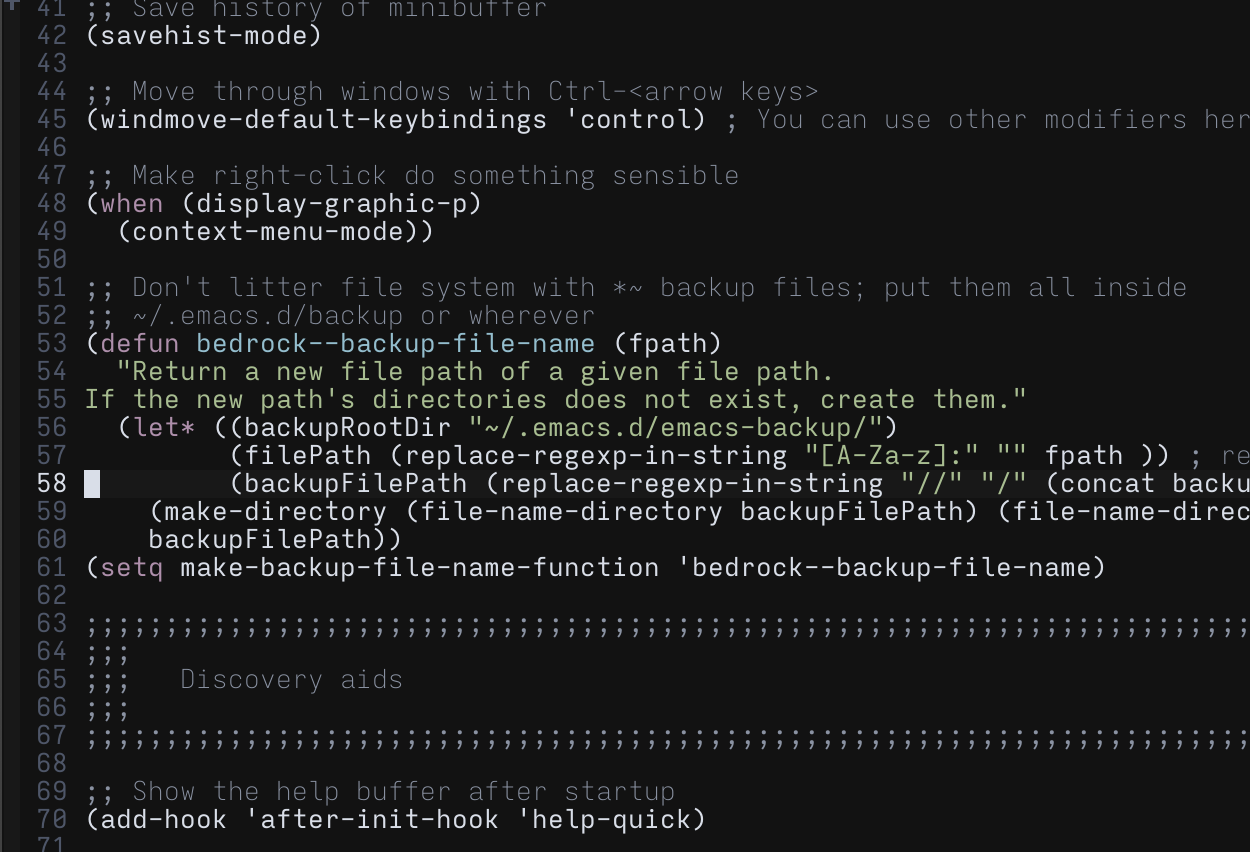 41 ;; Save history of minibuffer
42 (savehist-mode)
43
44 ;; Move through windows with Ctrl-<arrow keys>
45 (windmove-default-keybindings 'control) ; You can use other modifiers her
46
47 ;; Make right-click do something sensible
48 (when (display-graphic-p)
49   (context-menu-mode))
50
51 ;; Don't litter file system with *~ backup files; put them all inside
52 ;; ~/.emacs.d/backup or wherever
53 (defun bedrock--backup-file-name (fpath)
54   "Return a new file path of a given file path.
55 If the new path's directories does not exist, create them."
56   (let* ((backupRootDir "~/.emacs.d/emacs-backup/")
57          (filePath (replace-regexp-in-string "[A-Za-z]:" "" fpath )) ; re
58          (backupFilePath (replace-regexp-in-string "//" "/" (concat backu
59     (make-directory (file-name-directory backupFilePath) (file-name-direc
60     backupFilePath))
61 (setq make-backup-file-name-function 'bedrock--backup-file-name)
62
63 ;;;;;;;;;;;;;;;;;;;;;;;;;;;;;;;;;;;;;;;;;;;;;;;;;;;;;;;;;;;;;;;;;;;;;;;;;
64 ;;;
65 ;;;   Discovery aids
66 ;;;
67 ;;;;;;;;;;;;;;;;;;;;;;;;;;;;;;;;;;;;;;;;;;;;;;;;;;;;;;;;;;;;;;;;;;;;;;;;;
68
69 ;; Show the help buffer after startup
70 (add-hook 'after-init-hook 'help-quick)
71